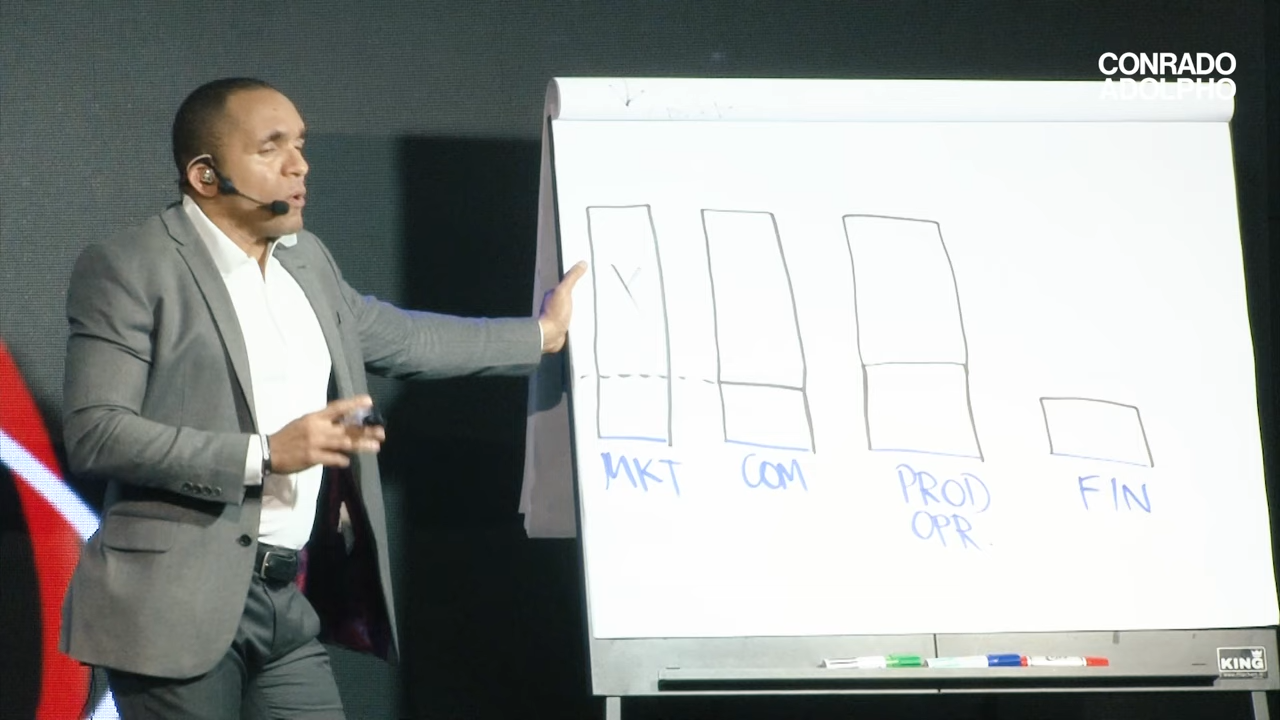 CONRADO
ADOLPHO
MKT
COM
PROD
OPR.
FIN
KING